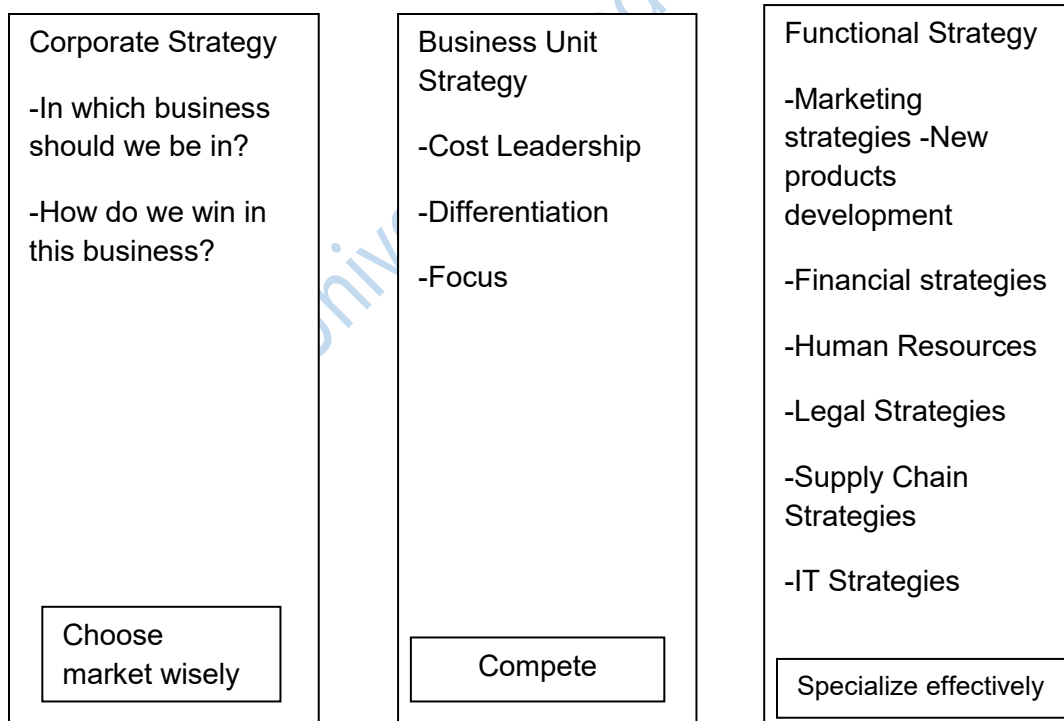 Corporate Strategy
-In which business
should we be in?
-How do we win in
this business?
Choose
market wisely
Business Unit
Strategy
-Cost Leadership
-Differentiation
-Focus
Compete
Functional Strategy
-Marketing
strategies -New
products
development
-Financial strategies
-Human Resources
-Legal Strategies
-Supply Chain
Strategies
-IT Strategies
Specialize effectively